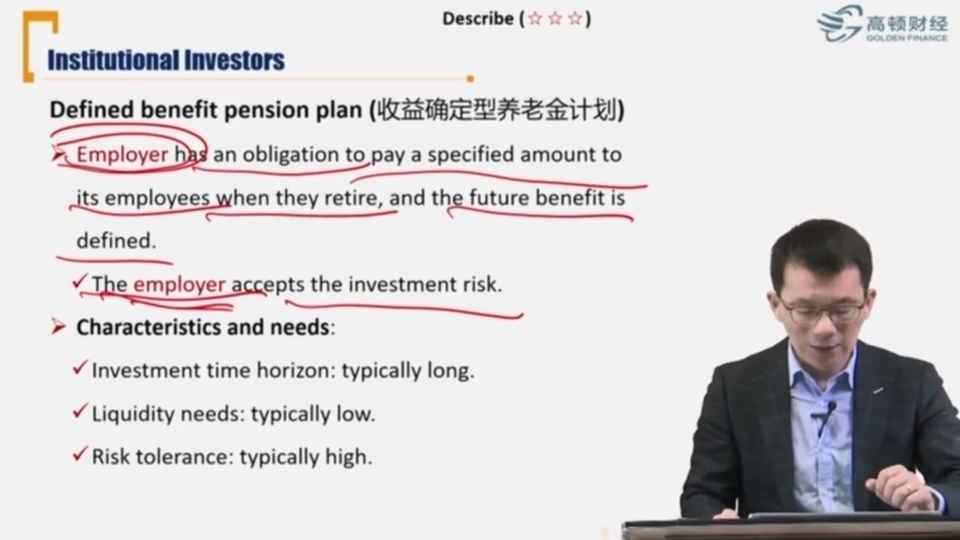 Describe (☆ ☆ ☆)
高顿财经
GOLDEN FINANCE
Institutional Investors
Defined benefit pension plan (收益确定型养老金计划)
Employer has an obligation to pay a specified amount to
its employees when they retire, and the future benefit is
defined.
The employer accepts the investment risk.
Characteristics and needs:
Investment time horizon: typically long.
Liquidity needs: typically low.
Risk tolerance: typically high.